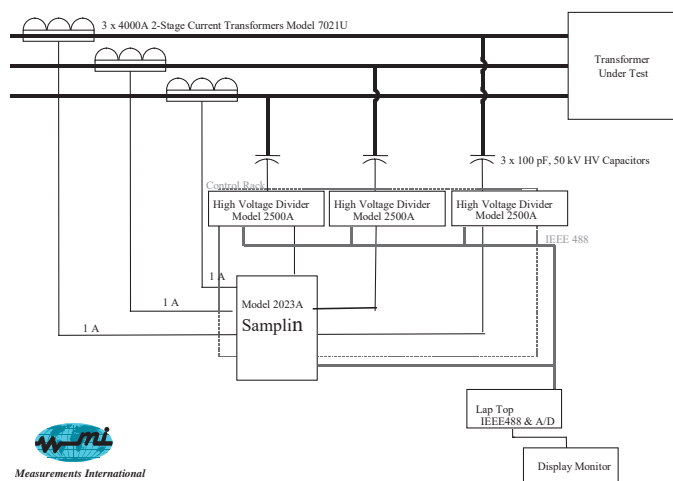 3 x 4000A 2-Stage Current Transformers Model 7021U
Transformer
Under Test
3 x 100 pF, 50 kV HV Capacitors
Control Rack
High Voltage Divider
Model 2500A
High Voltage Divider
Model 2500A
High Voltage Divider
Model 2500A
IEEE 488
1 A
1 A
1 A
Model 2023A
Samplin
Lap Top
IEEE488 & A/D
Display Monitor
mi
Measurements International